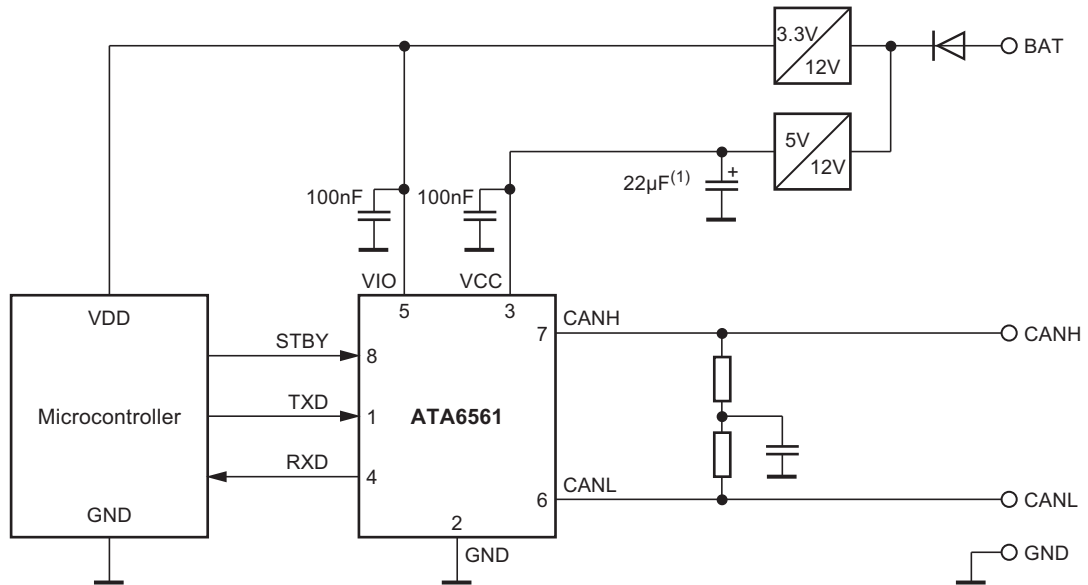 3.3V
12V
BAT
5V
12V
22µF(1)
+
100nF
100nF
VIO
VCC
VDD
5
3
CANH
7
CANH
STBY
8
Microcontroller
TXD
1
ATA6561
RXD
4
CANL
6
CANL
GND
2
GND
GND